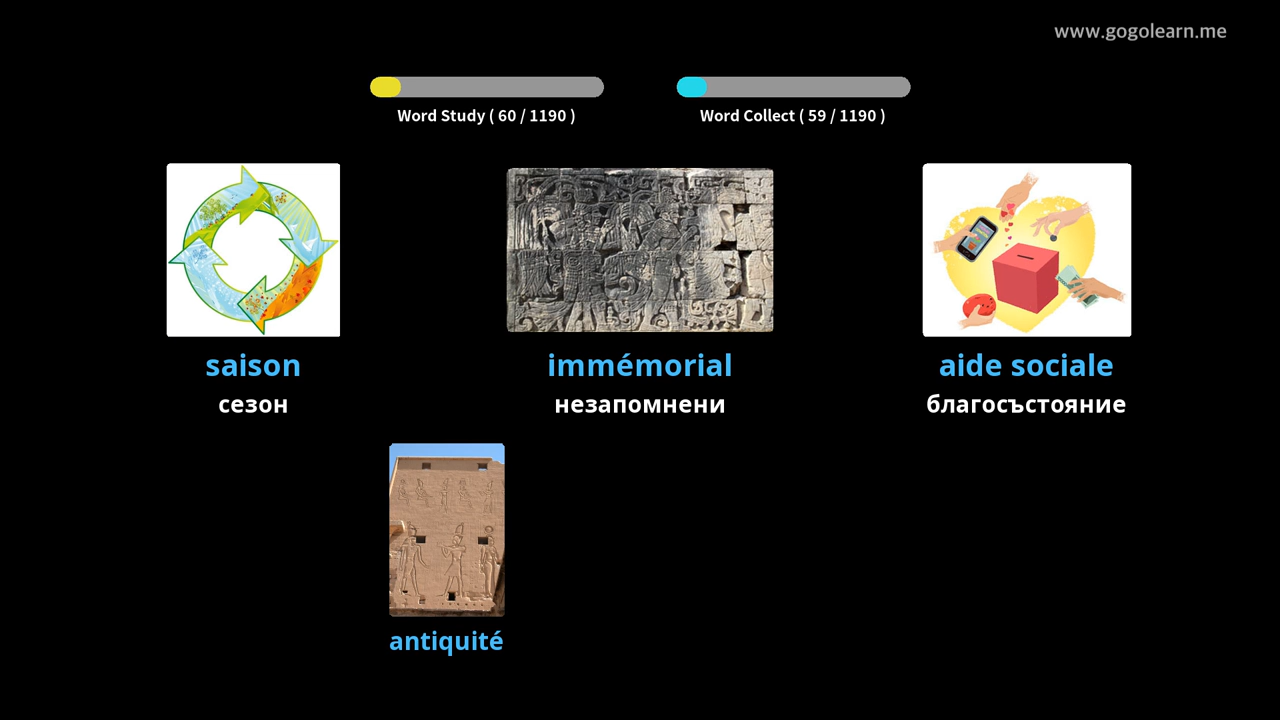 www.gogolearn.me
Word Study ( 60 / 1190 )
Word Collect ( 59 / 1190 )
saison
immémorial
aide sociale
сезон
незапомнени
благосъстояние
antiquité